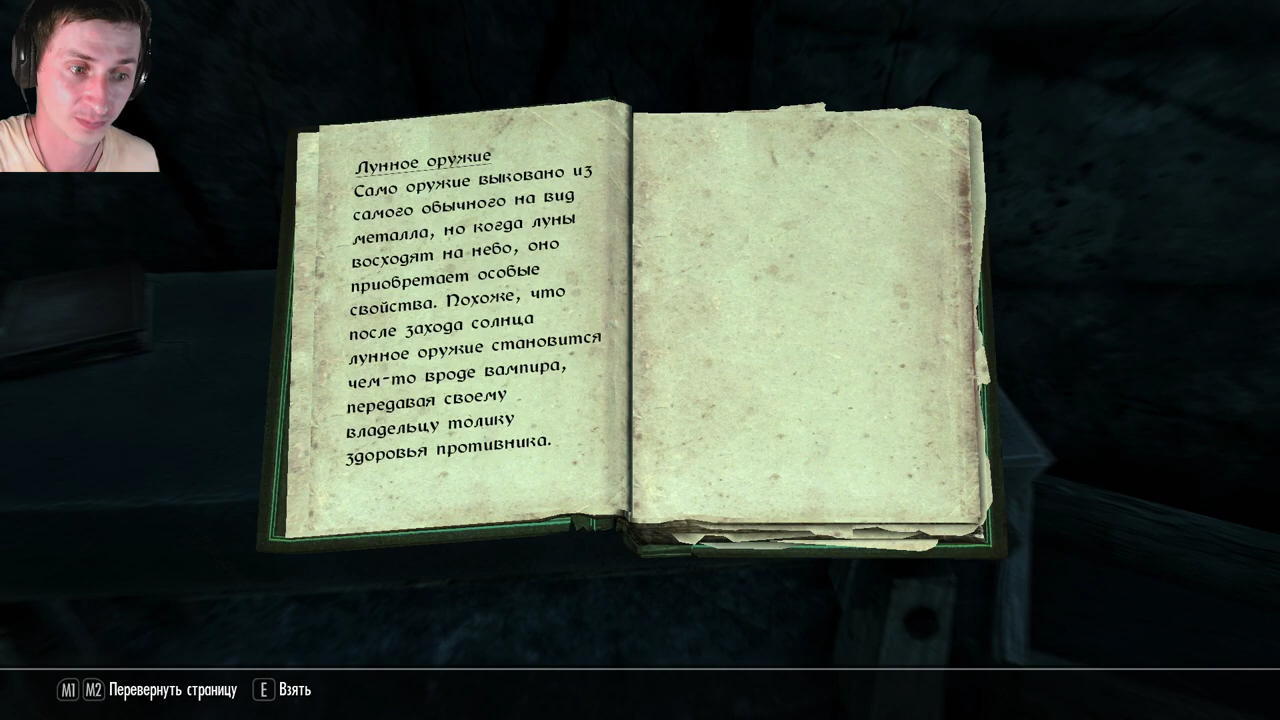 Лунное оружие
Само оружие выковано из
самого обычного на вид
металла, но когда луны
восходят на небо, оно
приобретает особые
свойства. Похоже, что
после захода солнца
лунное оружие становится
чем-то вроде вампира,
передавая своему
владельцу толику
здоровья противника.
M1 M2 Перевернуть страницу E Взять